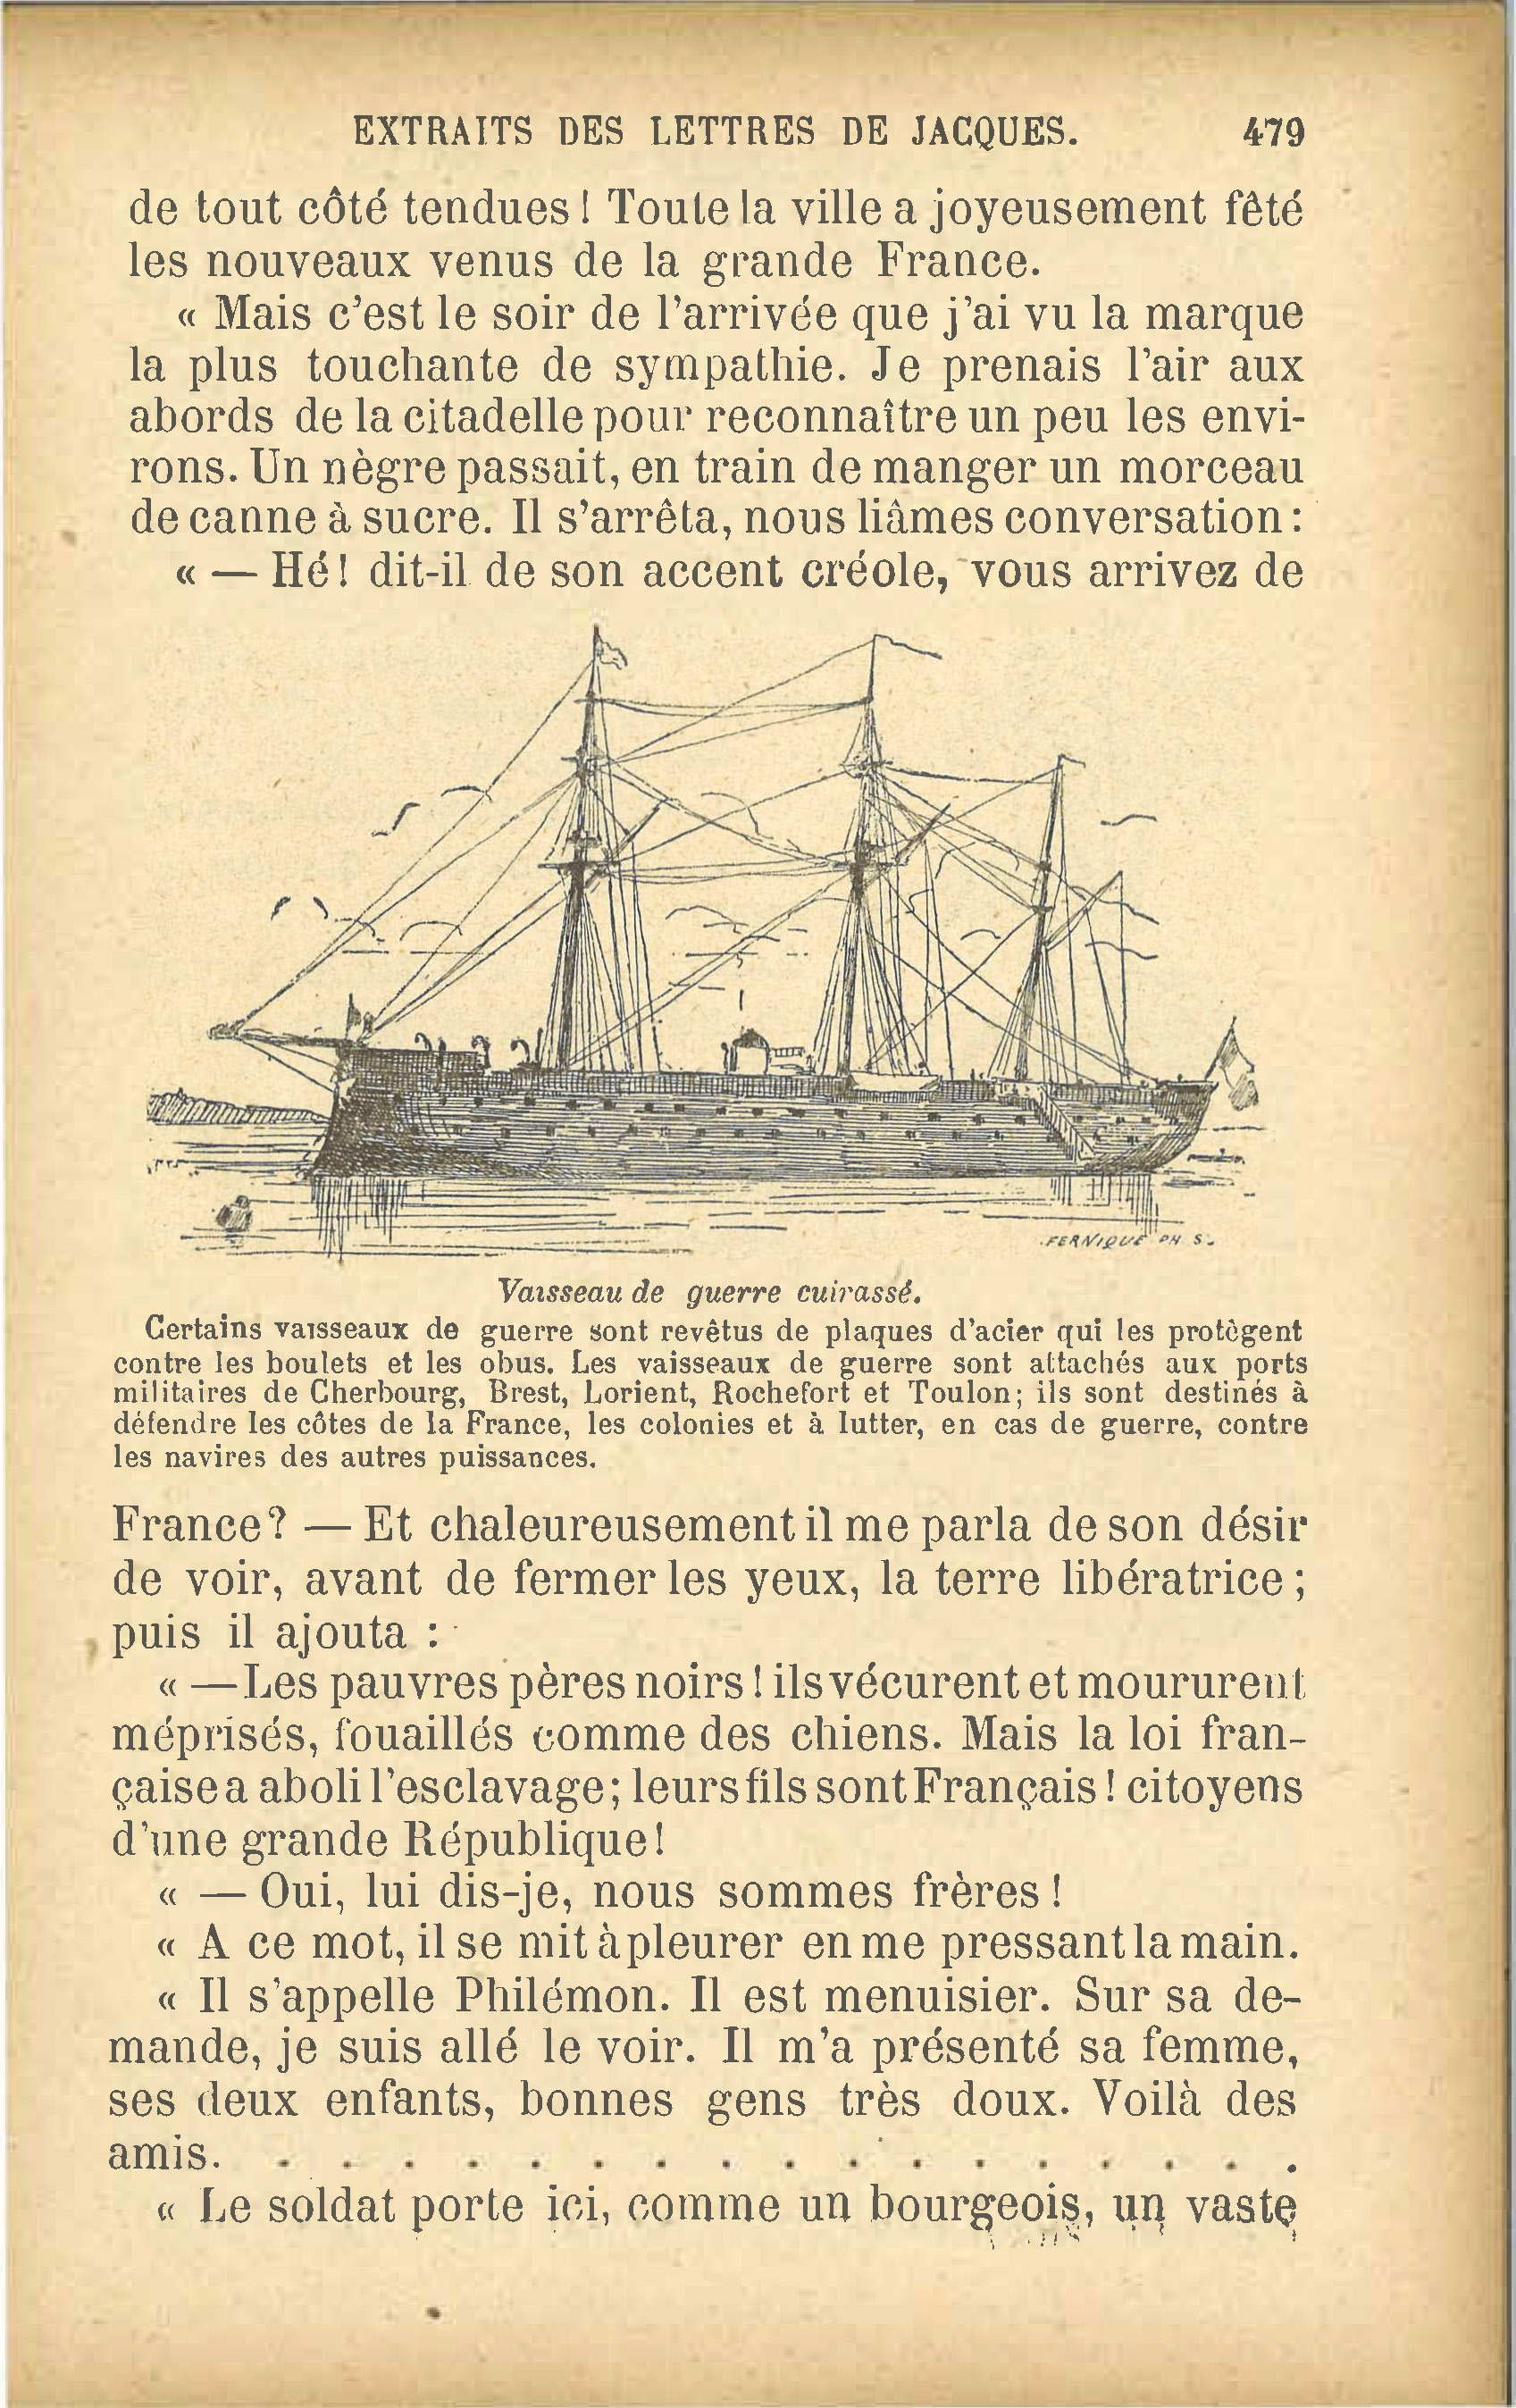 EXTRAITS DES LETTRES DE JACQUES. 479
de tout côté tendues ! Toute la ville a joyeusement fêté
les nouveaux venus de la grande France.
« Mais c'est le soir de l'arrivée que j'ai vu la marque
la plus touchante de sympathie. Je prenais l'air aux
abords de la citadelle pour reconnaître un peu les envi-
rons. Un nègre passait, en train de manger un morceau
de canne à sucre. Il s'arrêta, nous liâmes conversation :
« — Hé ! dit-il de son accent créole, vous arrivez de
FERNIQUE PH S.
Vaisseau de guerre cuirassé.
Certains vaisseaux de guerre sont revêtus de plaques d'acier qui les protègent
contre les boulets et les obus. Les vaisseaux de guerre sont attachés aux ports
militaires de Cherbourg, Brest, Lorient, Rochefort et Toulon; ils sont destinés à
défendre les côtes de la France, les colonies et à lutter, en cas de guerre, contre
les navires des autres puissances.
France? — Et chaleureusement il me parla de son désir
de voir, avant de fermer les yeux, la terre libératrice ;
puis il ajouta :
« —Les pauvres pères noirs ! ils vécurent et moururent
méprisés, fouaillés comme des chiens. Mais la loi fran-
çaise a aboli l'esclavage; leurs fils sont Français ! citoyens
d'une grande République !
« — Oui, lui dis-je, nous sommes frères !
« A ce mot, il se mit à pleurer en me pressant la main.
« Il s'appelle Philémon. Il est menuisier. Sur sa de-
mande, je suis allé le voir. Il m'a présenté sa femme,
ses deux enfants, bonnes gens très doux. Voilà des
amis. . . . . . . . . . . . . . . . . .
« Le soldat porte ici, comme un bourgeois, un vaste